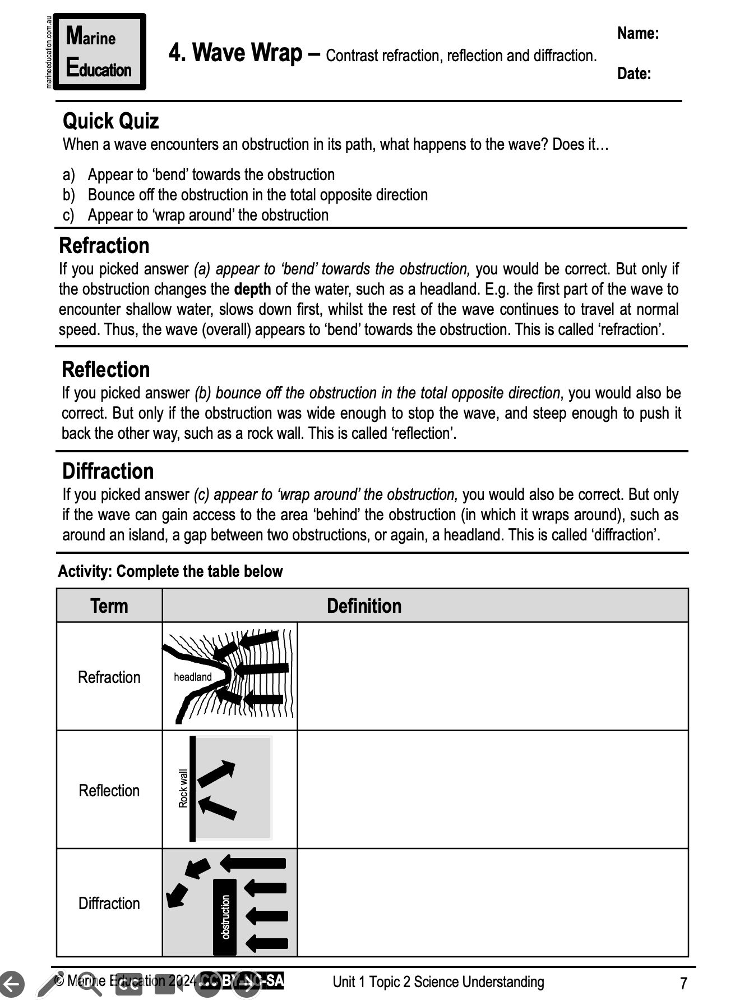 marineeducation.com.au
Marine
Education
4. Wave Wrap – Contrast refraction, reflection and diffraction.
Name:
Date:
Quick Quiz
When a wave encounters an obstruction in its path, what happens to the wave? Does it…
a) Appear to ‘bend’ towards the obstruction
b) Bounce off the obstruction in the total opposite direction
c) Appear to ‘wrap around’ the obstruction
Refraction
If you picked answer (a) appear to ‘bend’ towards the obstruction, you would be correct. But only if
the obstruction changes the depth of the water, such as a headland. E.g. the first part of the wave to
encounter shallow water, slows down first, whilst the rest of the wave continues to travel at normal
speed. Thus, the wave (overall) appears to ‘bend’ towards the obstruction. This is called ‘refraction’.
Reflection
If you picked answer (b) bounce off the obstruction in the total opposite direction, you would also be
correct. But only if the obstruction was wide enough to stop the wave, and steep enough to push it
back the other way, such as a rock wall. This is called ‘reflection’.
Diffraction
If you picked answer (c) appear to ‘wrap around’ the obstruction, you would also be correct. But only
if the wave can gain access to the area ‘behind’ the obstruction (in which it wraps around), such as
around an island, a gap between two obstructions, or again, a headland. This is called ‘diffraction’.
Activity: Complete the table below
Term
Definition
Refraction
headland
Reflection
Rock wall
Diffraction
obstruction
© Marine Education 2024. CC BY-NC-SA
CC
Unit 1 Topic 2 Science Understanding
7